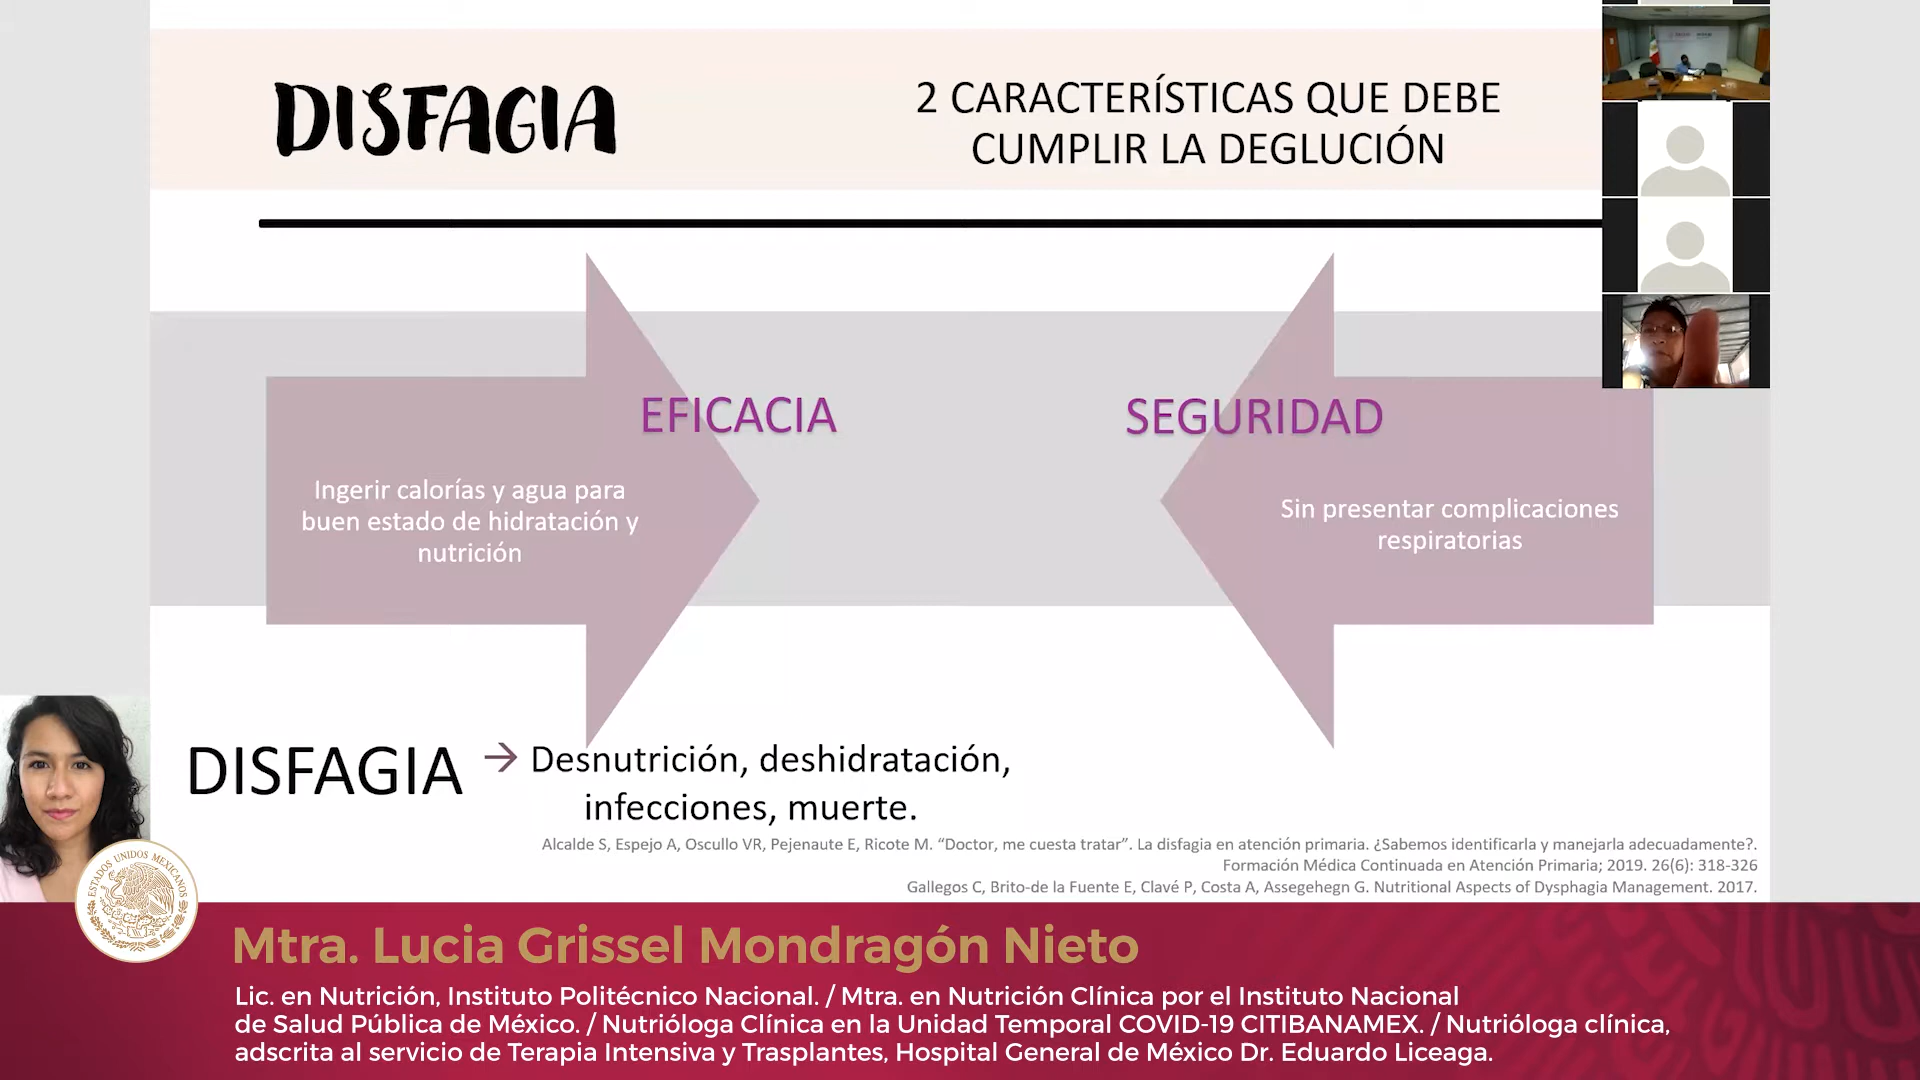 DISFAGIA
2 CARACTERÍSTICAS QUE DEBE
CUMPLIR LA DEGLUCIÓN
EFICACIA
Ingerir calorías y agua para
buen estado de hidratación y
nutrición
SEGURIDAD
Sin presentar complicaciones
respiratorias
DISFAGIA → Desnutrición, deshidratación,
infecciones, muerte.
Alcalde S, Espejo A, Oscullo VR, Pejenaute E, Ricote M. “Doctor, me cuesta tratar”. La disfagia en atención primaria. ¿Sabemos identificarla y manejarla adecuadamente?.
Formación Médica Continuada en Atención Primaria; 2019. 26(6): 318-326
Gallegos C, Brito-de la Fuente E, Clavé P, Costa A, Assegehegn G. Nutritional Aspects of Dysphagia Management. 2017.
ESTADOS UNIDOS MEXICANOS
Mtra. Lucia Grissel Mondragón Nieto
Lic. en Nutrición, Instituto Politécnico Nacional. / Mtra. en Nutrición Clínica por el Instituto Nacional
de Salud Pública de México. / Nutrióloga Clínica en la Unidad Temporal COVID-19 CITIBANAMEX. / Nutrióloga clínica,
adscrita al servicio de Terapia Intensiva y Trasplantes, Hospital General de México Dr. Eduardo Liceaga.